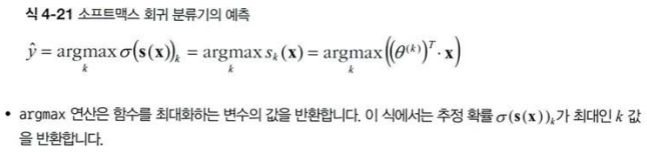 식 4-21 소프트맥스 회귀 분류기의 예측
ŷ = argmax σ(s(x))ₖ = argmax sₖ(x) = argmax((θ⁽ᵏ⁾)ᵀ · x)
k k k
• argmax 연산은 함수를 최대화하는 변수의 값을 반환합니다. 이 식에서는 추정 확률 σ(s(x))ₖ가 최대인 k 값
을 반환합니다.